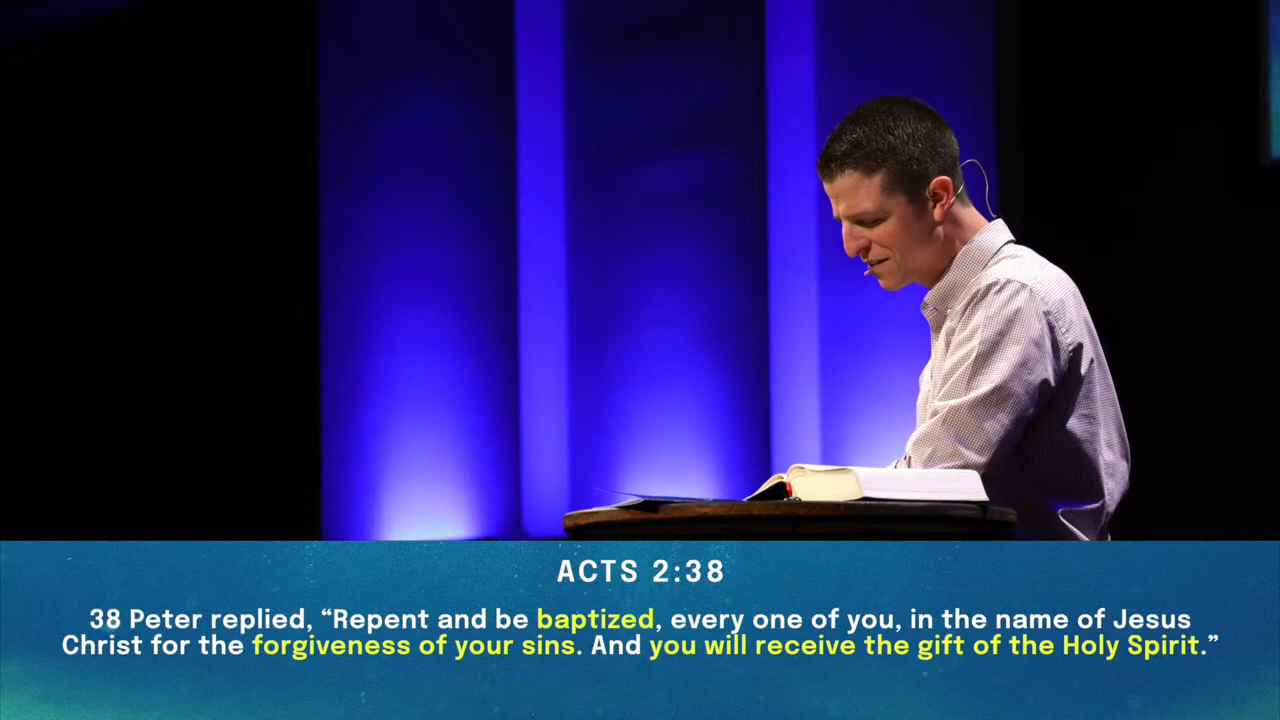 ACTS 2:38
38 Peter replied, “Repent and be baptized, every one of you, in the name of Jesus
Christ for the forgiveness of your sins. And you will receive the gift of the Holy Spirit.”